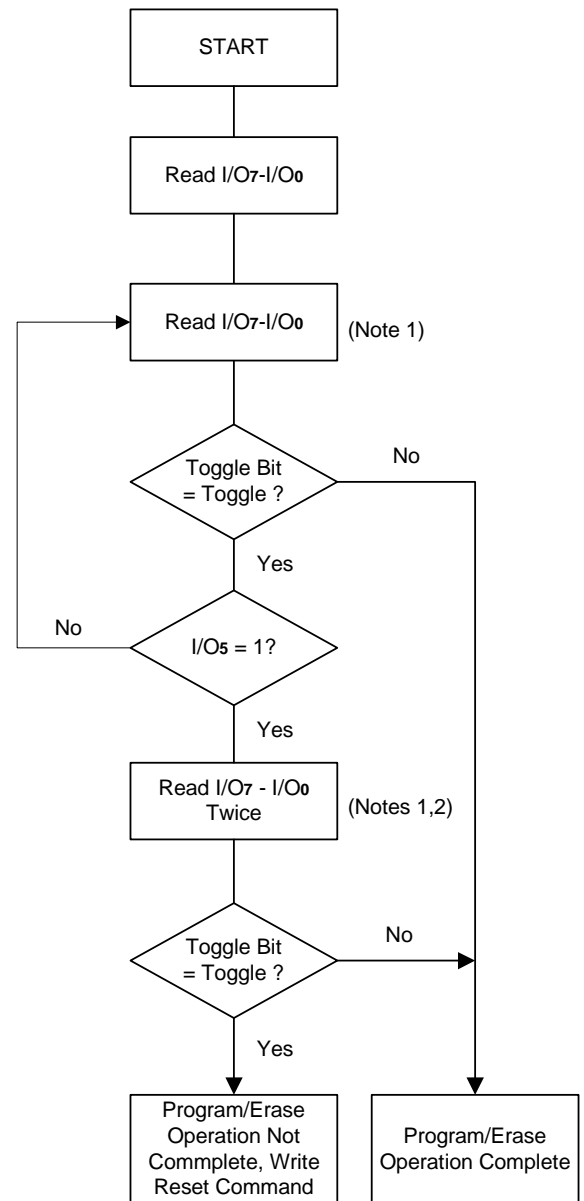 START
Read I/O7-I/O0
Read I/O7-I/O0
(Note 1)
Toggle Bit
= Toggle ?
No
Yes
No
I/O5 = 1?
Yes
Read I/O7 - I/O0
Twice
(Notes 1,2)
Toggle Bit
= Toggle ?
No
Yes
Program/Erase
Operation Not
Commplete, Write
Reset Command
Program/Erase
Operation Complete